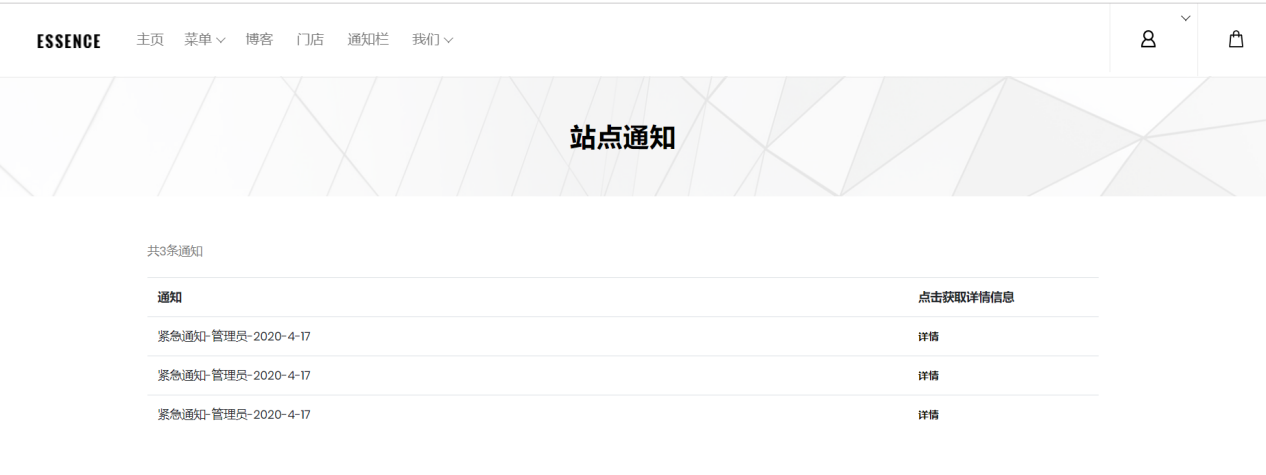 ESSENCE 主页 菜单 博客 门店 通知栏 我们
站点通知
共3条通知
通知 点击获取详情信息
紧急通知-管理员-2020-4-17 详情
紧急通知-管理员-2020-4-17 详情
紧急通知-管理员-2020-4-17 详情